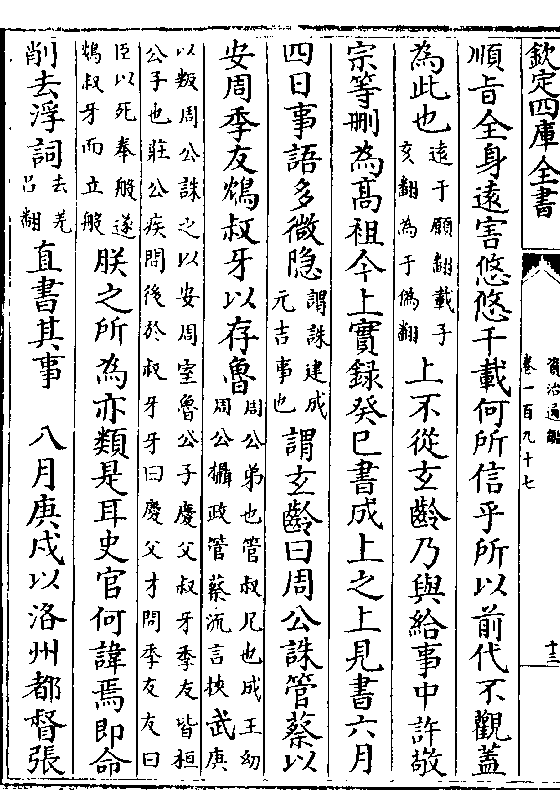 欽定四庫全書
資治通鑑
卷一百九十七
十三
順旨全身遠害悠悠千載何所信乎所以前代不觀蓋
為此也遠于願翻載子
亥翻為于偽翻上不從玄齡乃與給事中許敬
宗等刪為高祖今上實録癸巳書成上之上見書六月
四日事語多微隐謂誅建成
元吉事也謂玄齡曰周公誅管蔡以
安周季友鴆叔牙以存魯周公弟也管叔兄也成王幼
周公攝政管蔡流言挾武庚
以叛周公誅之以安周室魯公子慶父叔牙季友皆桓
公子也莊公疾問後於叔牙牙曰慶父才問季友友曰
臣以死奉般遂
鴆叔牙而立般朕之所為亦類是耳史官何諱焉即命
削去浮詞去羌
吕翻直書其事 八月庚戍以洛州都督張